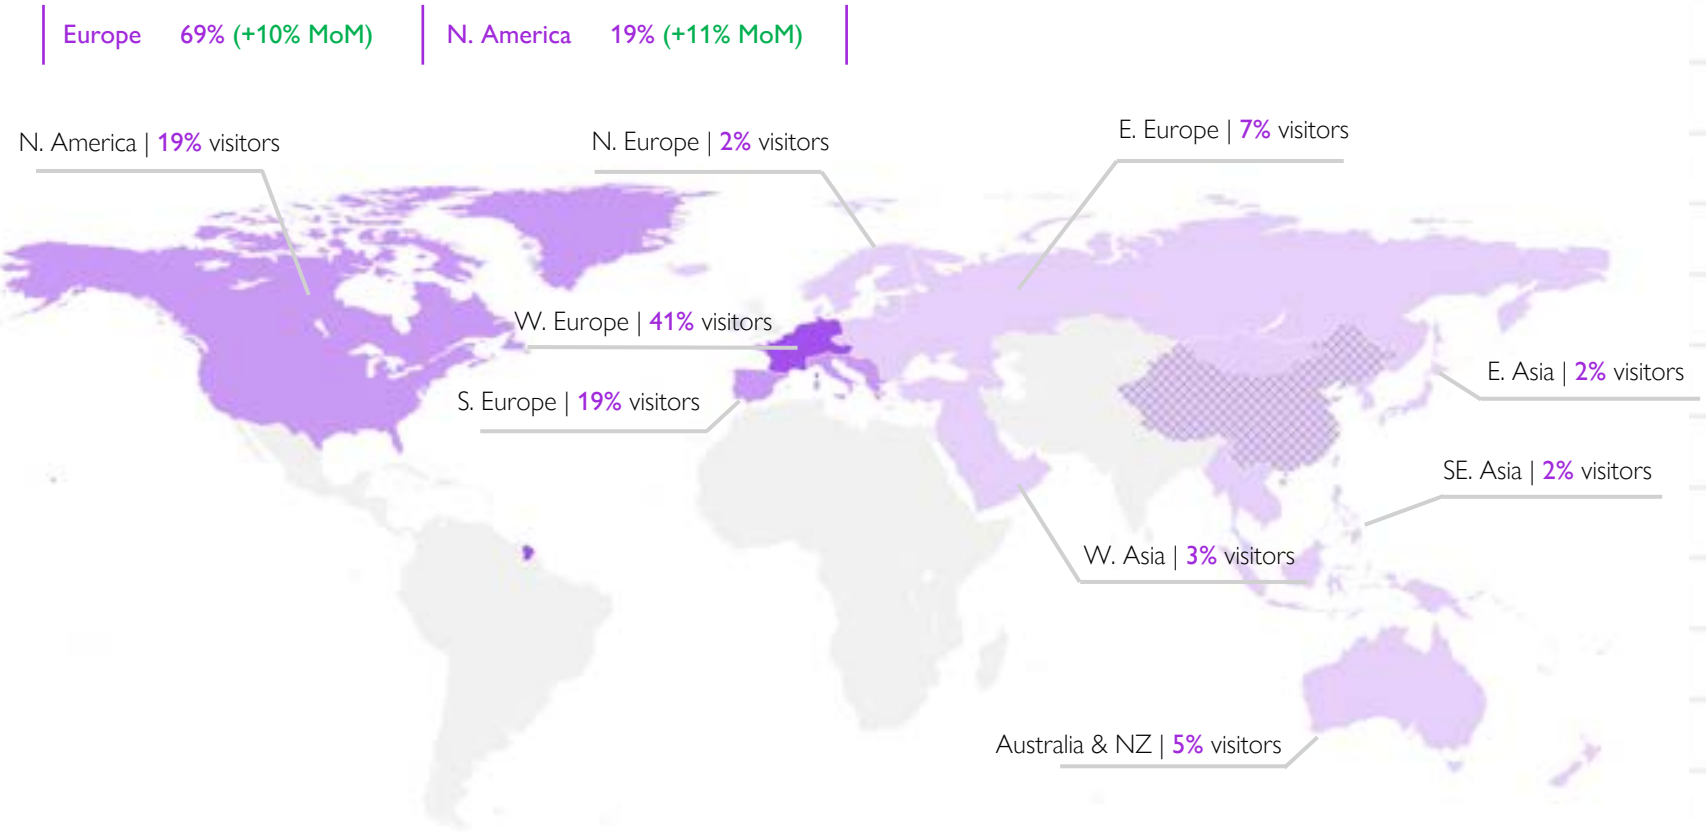 Europe 69% (+10% MoM) N. America 19% (+11% MoM)
E. Europe | 7% visitors
N. America | 19% visitors
N. Europe | 2% visitors
W. Europe | 41% visitors
E. Asia | 2% visitors
S. Europe | 19% visitors
SE. Asia | 2% visitors
W. Asia | 3% visitors
Australia & NZ | 5% visitors